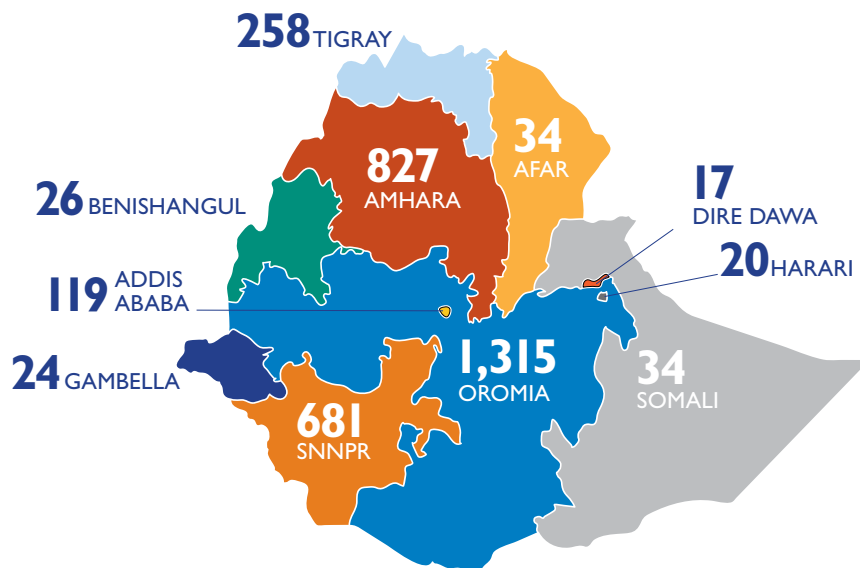 258 TIGRAY
34
AFAR
827
AMHARA
17
DIRE DAWA
26 BENISHANGUL
20 HARARI
119 ADDIS
ABABA
1,315
OROMIA
34
SOMALI
24 GAMBELLA
681
SNNPR